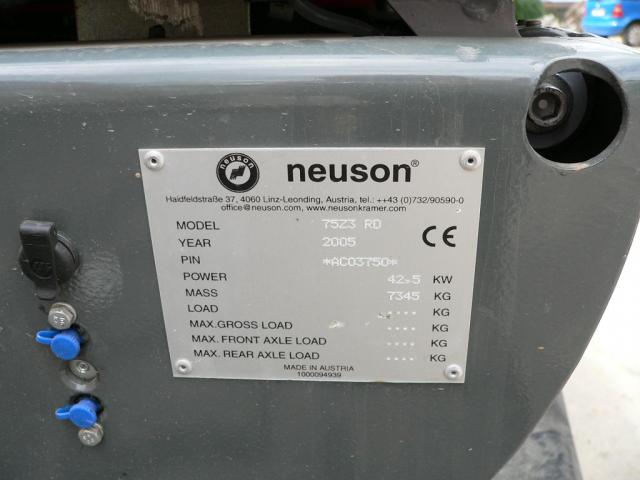 neuson
neuson®
Haidfeldstraße 37, 4060 Linz-Leonding, Austria, tel.: ++43 (0)732/90590-0
office@neuson.com, www.neusonkramer.com
MODEL 75Z3 RD
YEAR 2005
PIN *AC03750*
POWER 42.5 KW
MASS 7345 KG
LOAD .... KG
MAX.GROSS LOAD .... KG
MAX. FRONT AXLE LOAD .... KG
MAX. REAR AXLE LOAD .... KG
CE
MADE IN AUSTRIA
1000094939